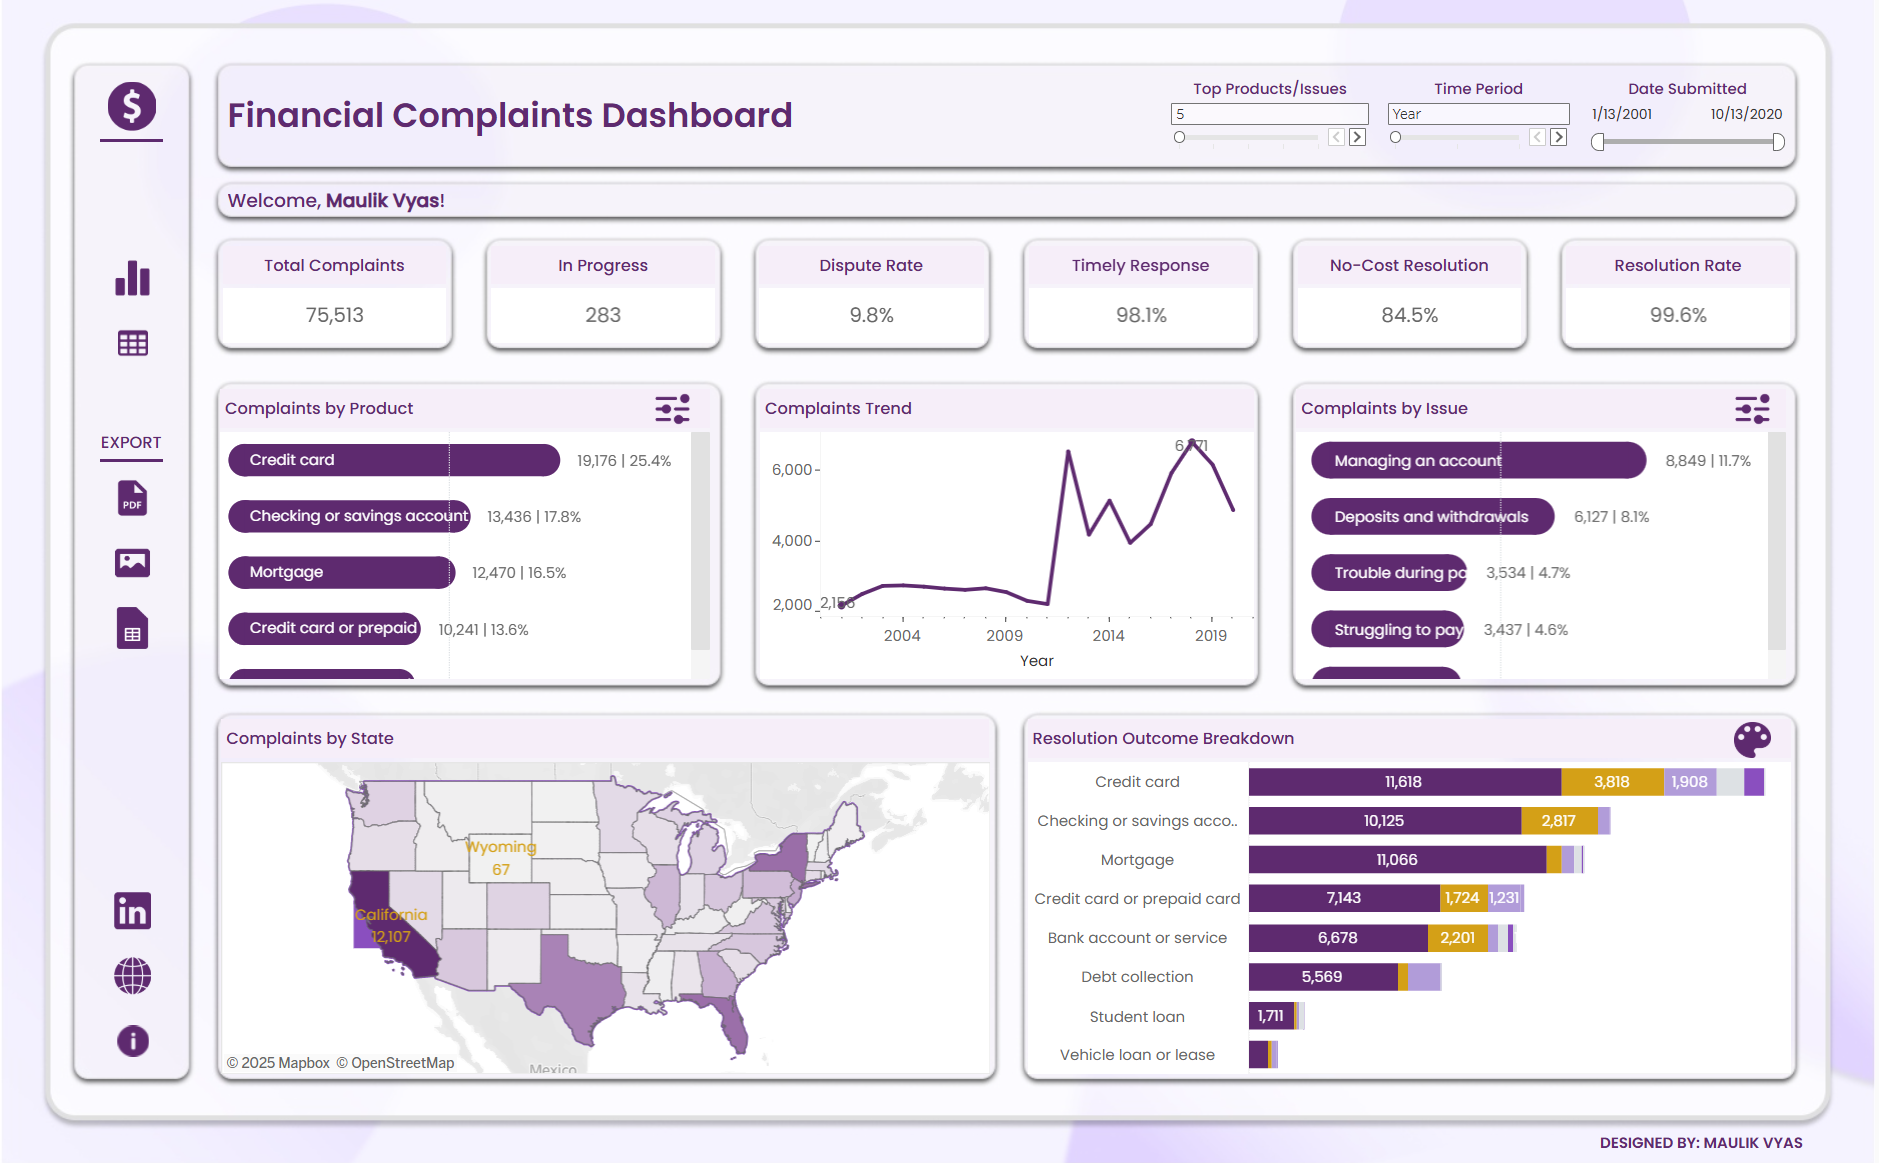 Financial Complaints Dashboard
Top Products/Issues
5
Time Period
Year
Date Submitted
1/13/2001 10/13/2020
Welcome, Maulik Vyas!
Total Complaints
75,513
In Progress
283
Dispute Rate
9.8%
Timely Response
98.1%
No-Cost Resolution
84.5%
Resolution Rate
99.6%
EXPORT
PDF
in
Complaints by Product
Credit card 19,176 | 25.4%
Checking or savings account 13,436 | 17.8%
Mortgage 12,470 | 16.5%
Credit card or prepaid 10,241 | 13.6%
Complaints Trend
6,000
4,000
2,000
2,156
2004 2009 2014 2019
Year
Complaints by Issue
Managing an account 8,849 | 11.7%
Deposits and withdrawals 6,127 | 8.1%
Trouble during pa 3,534 | 4.7%
Struggling to pay 3,437 | 4.6%
Complaints by State
Wyoming
67
California
12,107
Mexico
© 2025 Mapbox © OpenStreetMap
Resolution Outcome Breakdown
Credit card 11,618 3,818 1,908
Checking or savings acco.. 10,125 2,817
Mortgage 11,066
Credit card or prepaid card 7,143 1,724 1,231
Bank account or service 6,678 2,201
Debt collection 5,569
Student loan 1,711
Vehicle loan or lease
DESIGNED BY: MAULIK VYAS